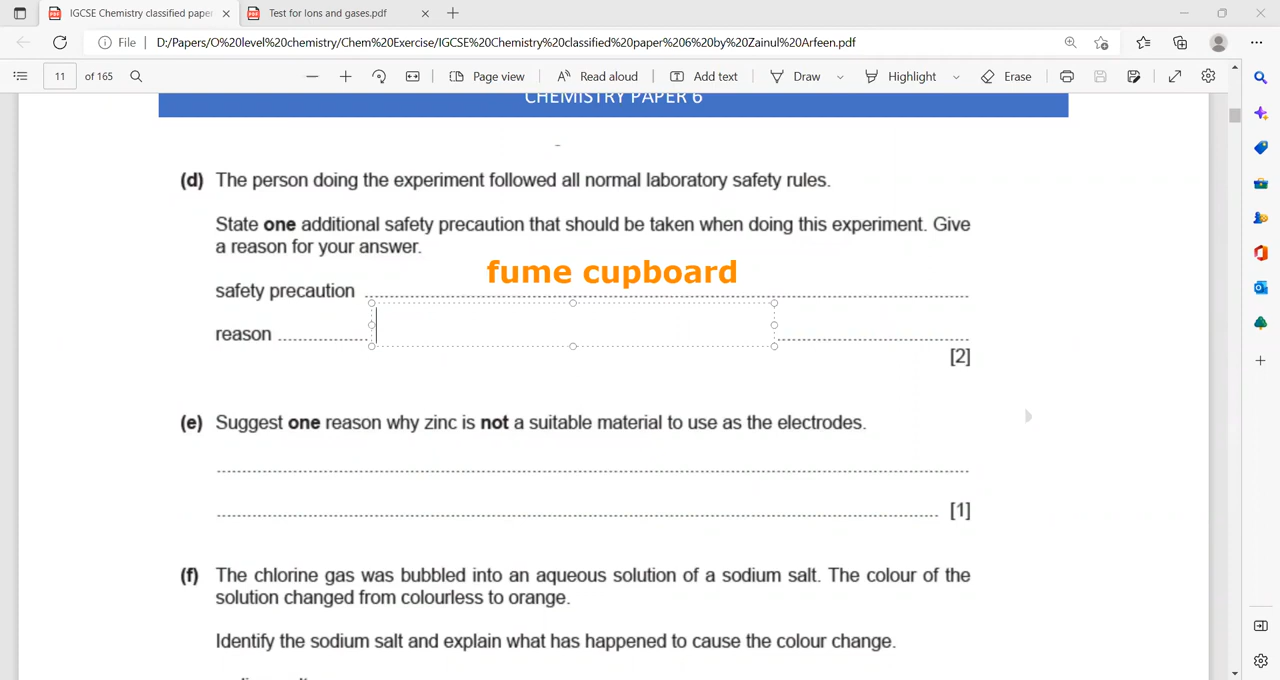 IGCSE Chemistry classified paper
Test for Ions and gases.pdf
File
D:/Papers/O%20level%20chemistry/Chem%20Exercise/IGCSE%20Chemistry%20classified%20paper%206%20by%20Zainul%20Arfeen.pdf
11 of 165
Page view
Read aloud
Add text
Draw
Highlight
Erase
CHEMISTRY PAPER 6
(d) The person doing the experiment followed all normal laboratory safety rules.
State one additional safety precaution that should be taken when doing this experiment. Give
a reason for your answer.
fume cupboard
safety precaution
reason
[2]
(e) Suggest one reason why zinc is not a suitable material to use as the electrodes.
[1]
(f) The chlorine gas was bubbled into an aqueous solution of a sodium salt. The colour of the
solution changed from colourless to orange.
Identify the sodium salt and explain what has happened to cause the colour change.